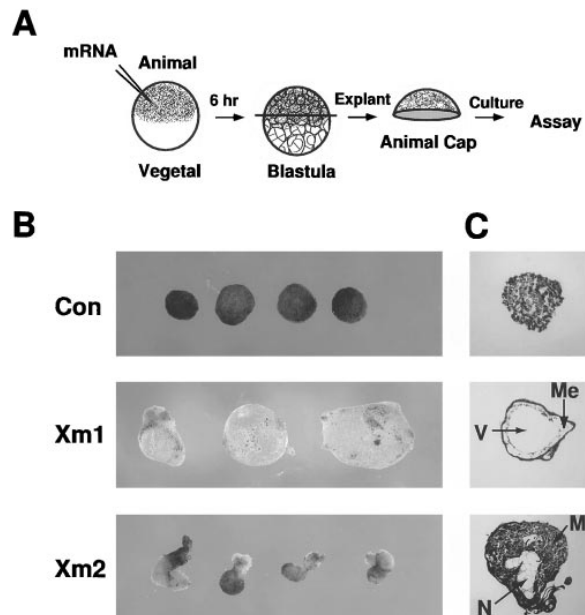 A
mRNA
Animal
6 hr
Explant
Culture
Assay
Vegetal
Blastula
Animal Cap
B
C
Con
Xm1
Me
V
Xm2
M
N